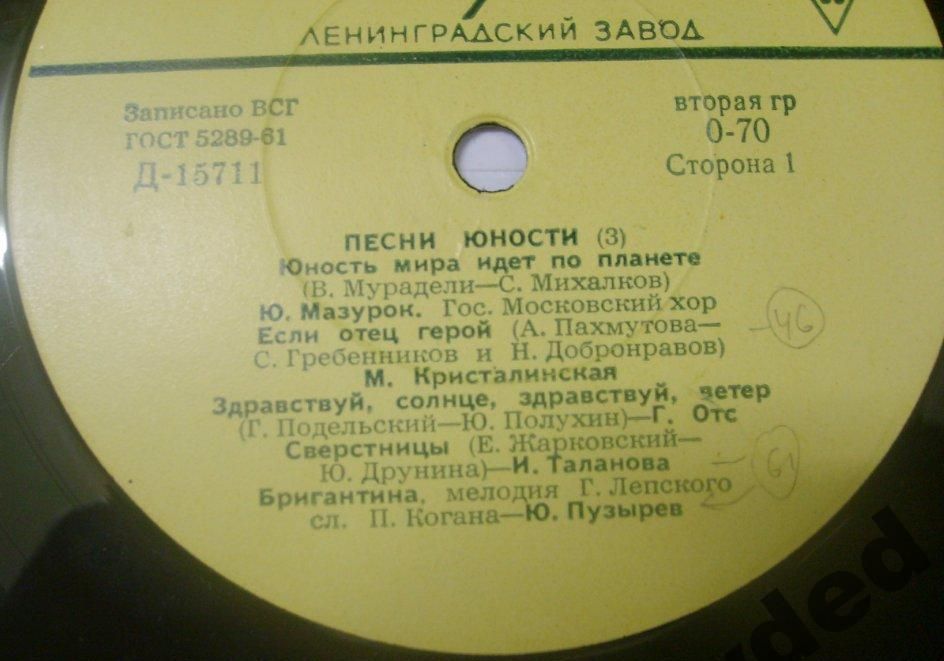 ЛЕНИНГРАДСКИЙ ЗАВОД
Записано ВСГ
ГОСТ 5289-61
Д-15711
вторая гр
0-70
Сторона 1
ПЕСНИ ЮНОСТИ (3)
Юность мира идет по планете
(В. Мурадели—С. Михалков)
Ю. Мазурок. Гос. Московский хор
Если отец герой (А. Пахмутова—
С. Гребенников и Н. Добронравов)
М. Кристалинская
Здравствуй, солнце, здравствуй, ветер
(Г. Подельский—Ю. Полухин)—Г. Отс
Сверстницы (Е. Жарковский—
Ю. Друнина)—И. Таланова
Бригантина, мелодия Г. Лепского
сл. П. Когана—Ю. Пузырев
46
61